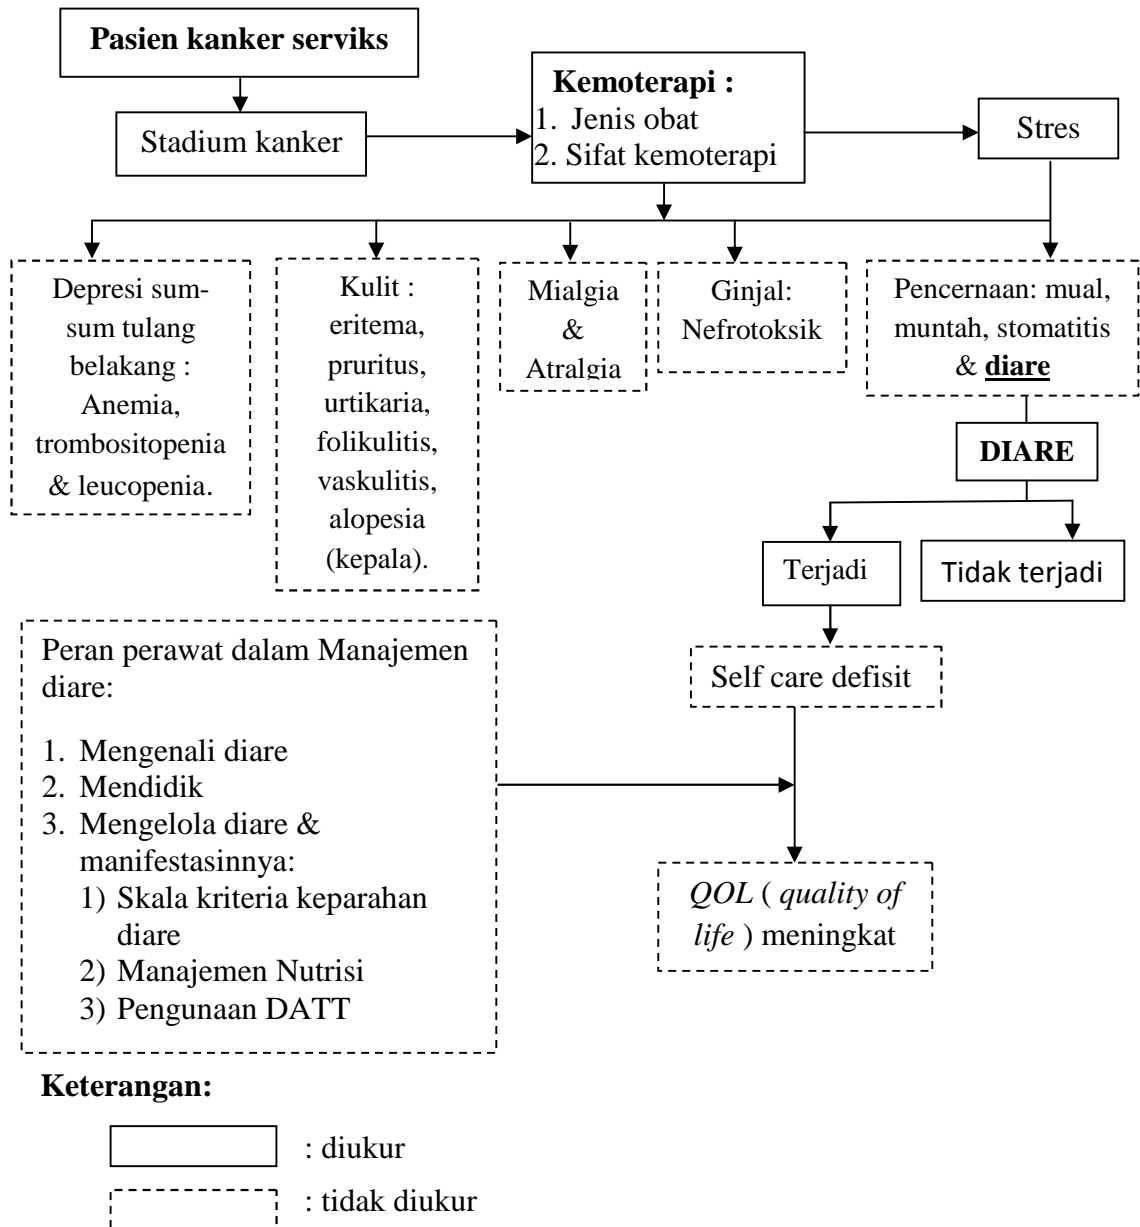 Pasien kanker serviks
Stadium kanker
Kemoterapi :
1. Jenis obat
2. Sifat kemoterapi
Stres
Depresi sum-
sum tulang
belakang :
Anemia,
trombositopenia
& leucopenia.
Kulit :
eritema,
pruritus,
urtikaria,
folikulitis,
vaskulitis,
alopesia
(kepala).
Mialgia
&
Atralgia
Ginjal:
Nefrotoksik
Pencernaan: mual,
muntah, stomatitis
& diare
DIARE
Terjadi
Tidak terjadi
Self care defisit
Peran perawat dalam Manajemen
diare:
1. Mengenali diare
2. Mendidik
3. Mengelola diare &
manifestasinnya:
1) Skala kriteria keparahan
diare
2) Manajemen Nutrisi
3) Pengunaan DATT
QOL ( quality of
life ) meningkat
Keterangan:
: diukur
: tidak diukur